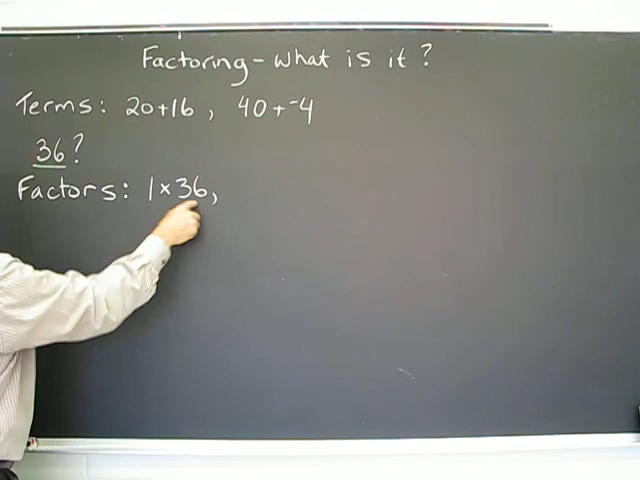 Factoring - What is it?
Terms: 20+16, 40+-4
36?
Factors: 1×36,